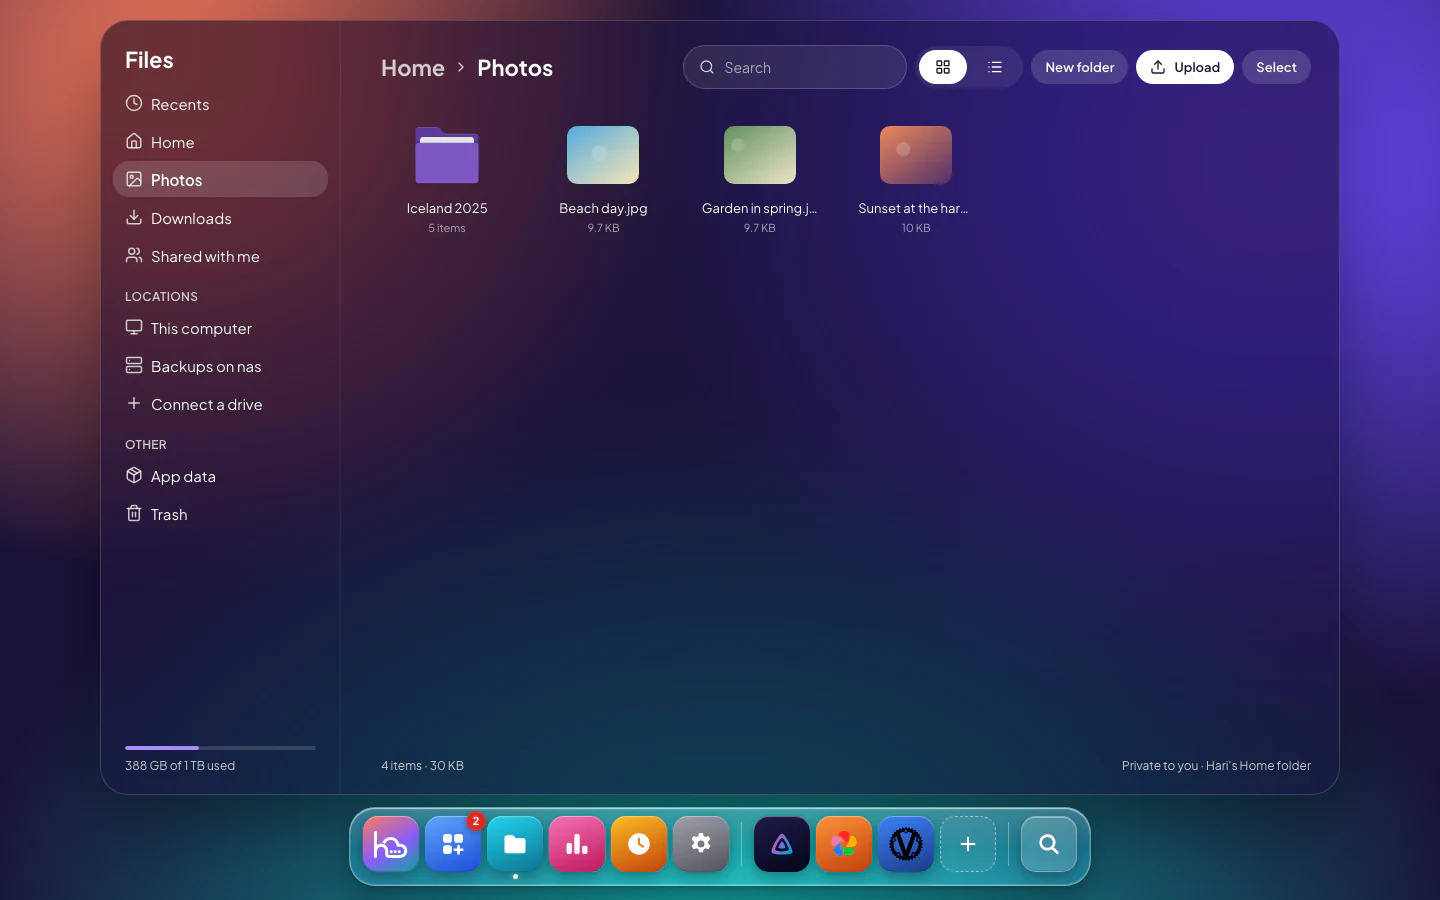 Files
Recents
Home
Photos
Downloads
Shared with me
LOCATIONS
This computer
Backups on nas
Connect a drive
OTHER
App data
Trash
388 GB of 1 TB used
Home > Photos
Search
New folder
Upload
Select
Iceland 2025
5 items
Beach day.jpg
9.7 KB
Garden in spring.j...
9.7 KB
Sunset at the har...
10 KB
4 items · 30 KB
Private to you · Hari's Home folder
2